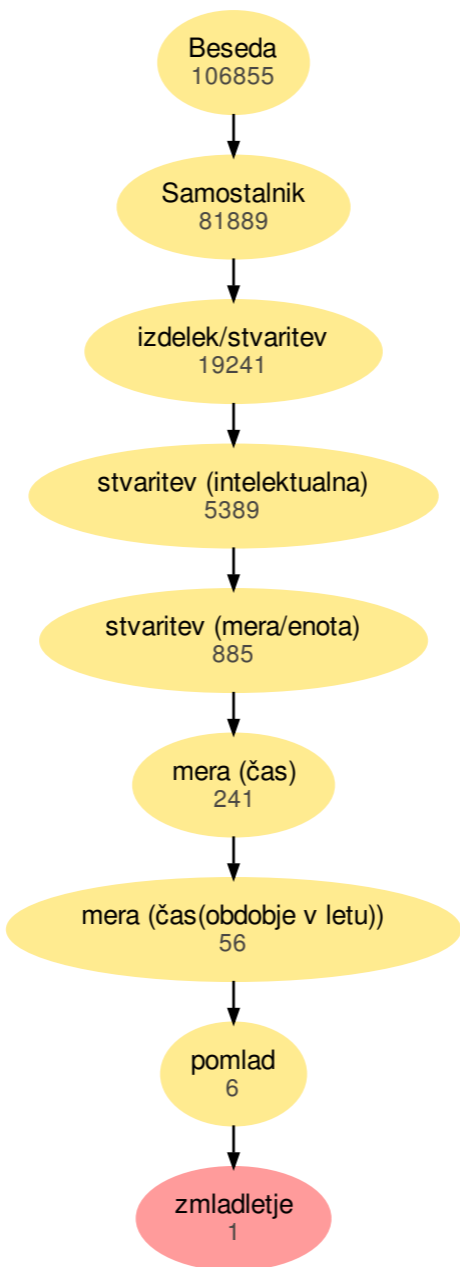 Beseda
106855
Samostalnik
81889
izdelek/stvaritev
19241
stvaritev (intelektualna)
5389
stvaritev (mera/enota)
885
mera (čas)
241
mera (čas(obdobje v letu))
56
pomlad
6
zmladletje
1